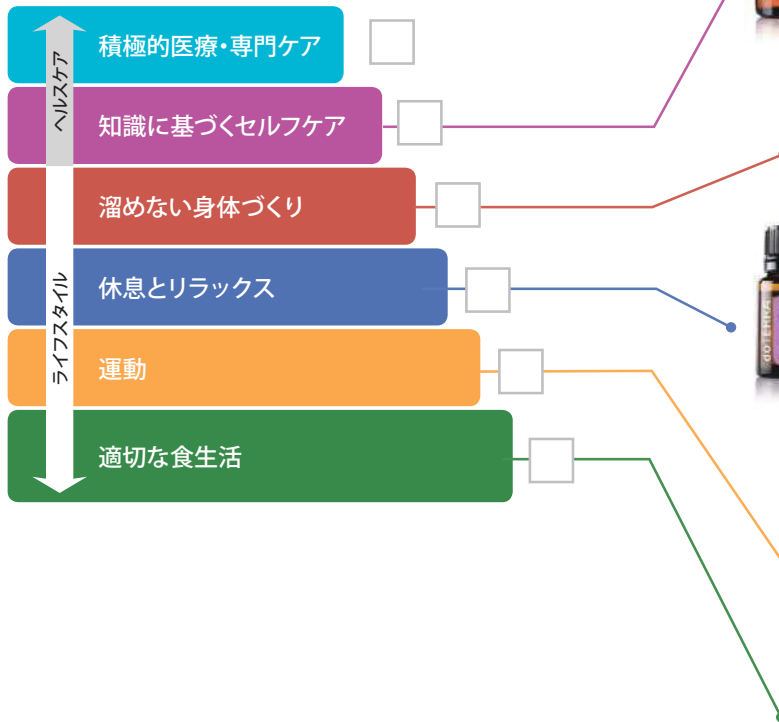 積極的医療・専門ケア
ヘルスケア
知識に基づくセルフケア
溜めない身体づくり
休息とリラックス
ライフスタイル
運動
適切な食生活
dōTERRA